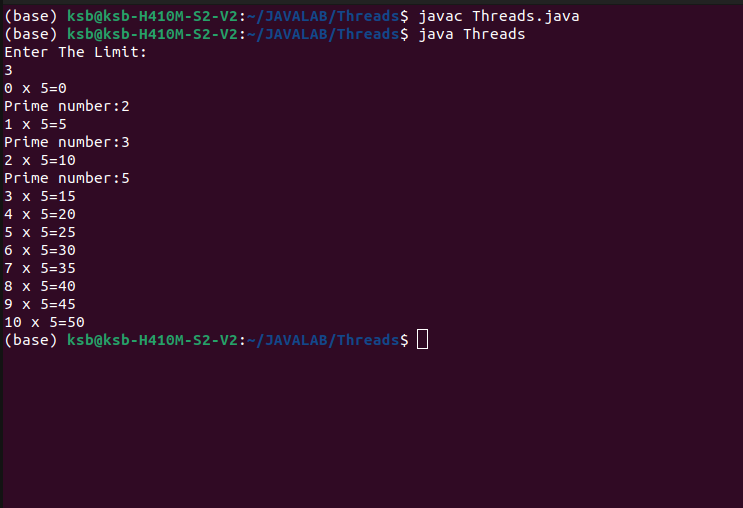 (base) ksb@ksb-H410M-S2-V2:~/JAVALAB/Threads$ javac Threads.java
(base) ksb@ksb-H410M-S2-V2:~/JAVALAB/Threads$ java Threads
Enter The Limit:
3
0 x 5=0
Prime number:2
1 x 5=5
Prime number:3
2 x 5=10
Prime number:5
3 x 5=15
4 x 5=20
5 x 5=25
6 x 5=30
7 x 5=35
8 x 5=40
9 x 5=45
10 x 5=50
(base) ksb@ksb-H410M-S2-V2:~/JAVALAB/Threads$